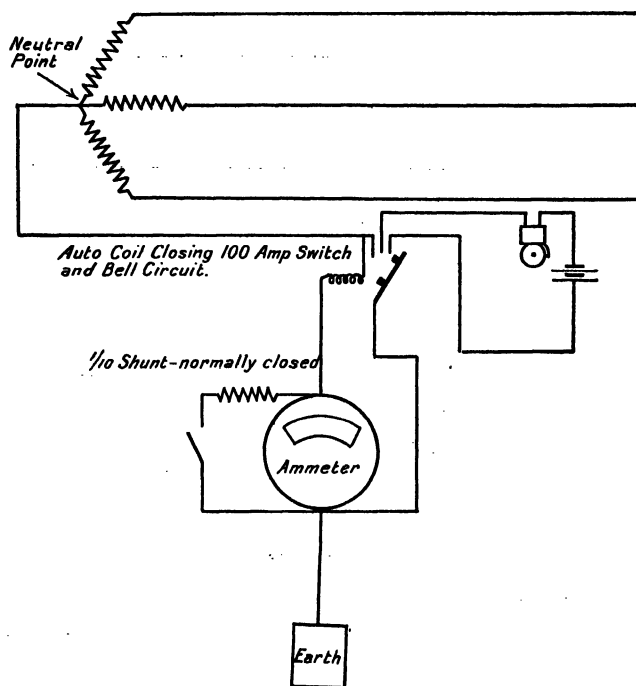 Neutral
Point
Auto Coil Closing 100 Amp Switch
and Bell Circuit.
1/10 Shunt-normally closed
Ammeter
Earth